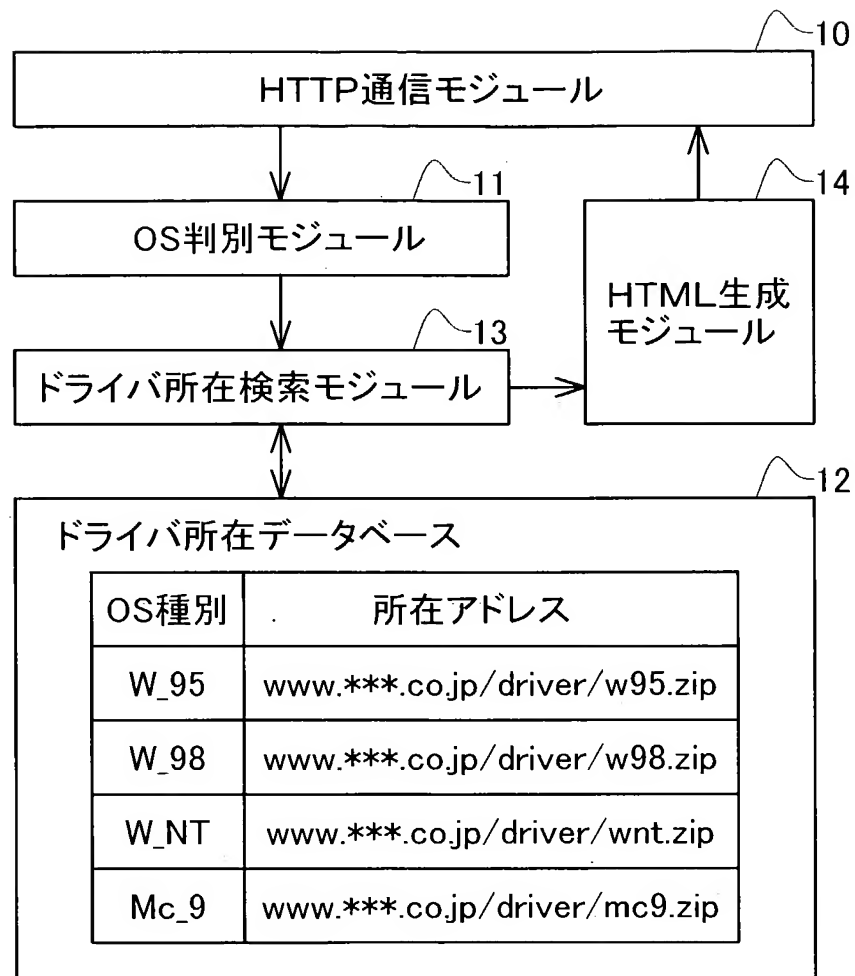 10
HTTP通信モジュール
11
OS判別モジュール
14
HTML生成
モジュール
13
ドライバ所在検索モジュール
12
ドライバ所在データベース
OS種別 所在アドレス
W_95 www.***.co.jp/driver/w95.zip
W_98 www.***.co.jp/driver/w98.zip
W_NT www.***.co.jp/driver/wnt.zip
Mc_9 www.***.co.jp/driver/mc9.zip